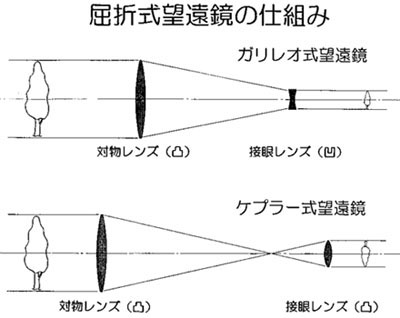 屈折式望遠鏡の仕組み
ガリレオ式望遠鏡
対物レンズ（凸） 接眼レンズ（凹）
ケプラー式望遠鏡
対物レンズ（凸） 接眼レンズ（凸）